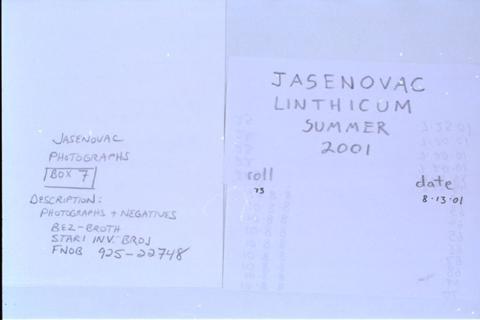 JASENOVAC
PHOTOGRAPHS
BOX 7
DESCRIPTION:
PHOTOGRAPHS + NEGATIVES
BEZ-BROTH
STARI INV. BROJ
FNOB 925-22748
JASENOVAC
LINTHICUM
SUMMER
2001
roll
73
date
8.13.01